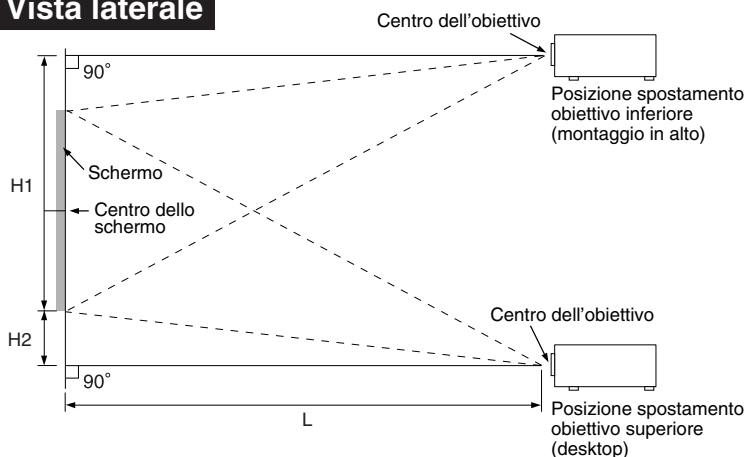 Vista laterale
Centro dell'obiettivo
90°
Posizione spostamento
obiettivo inferiore
(montaggio in alto)
Schermo
H1
Centro dello
schermo
Centro dell'obiettivo
H2
90°
L
Posizione spostamento
obiettivo superiore
(desktop)